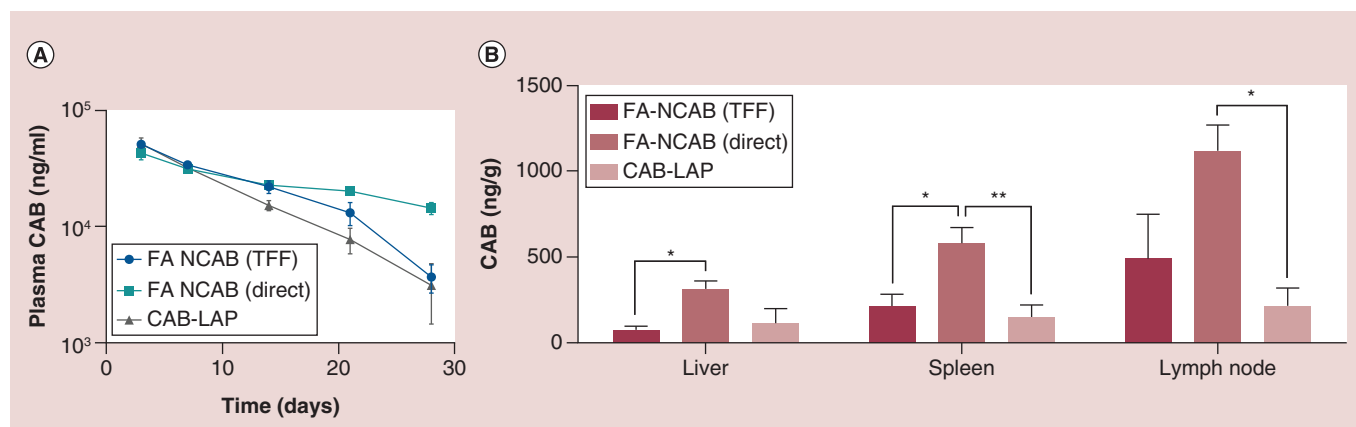 A
Plasma CAB (ng/ml)
10⁵
10⁴
10³
0
10
20
30
Time (days)
FA NCAB (TFF)
FA NCAB (direct)
CAB-LAP
B
CAB (ng/g)
1500
1000
500
0
FA-NCAB (TFF)
FA-NCAB (direct)
CAB-LAP
*
*
**
*
Liver
Spleen
Lymph node